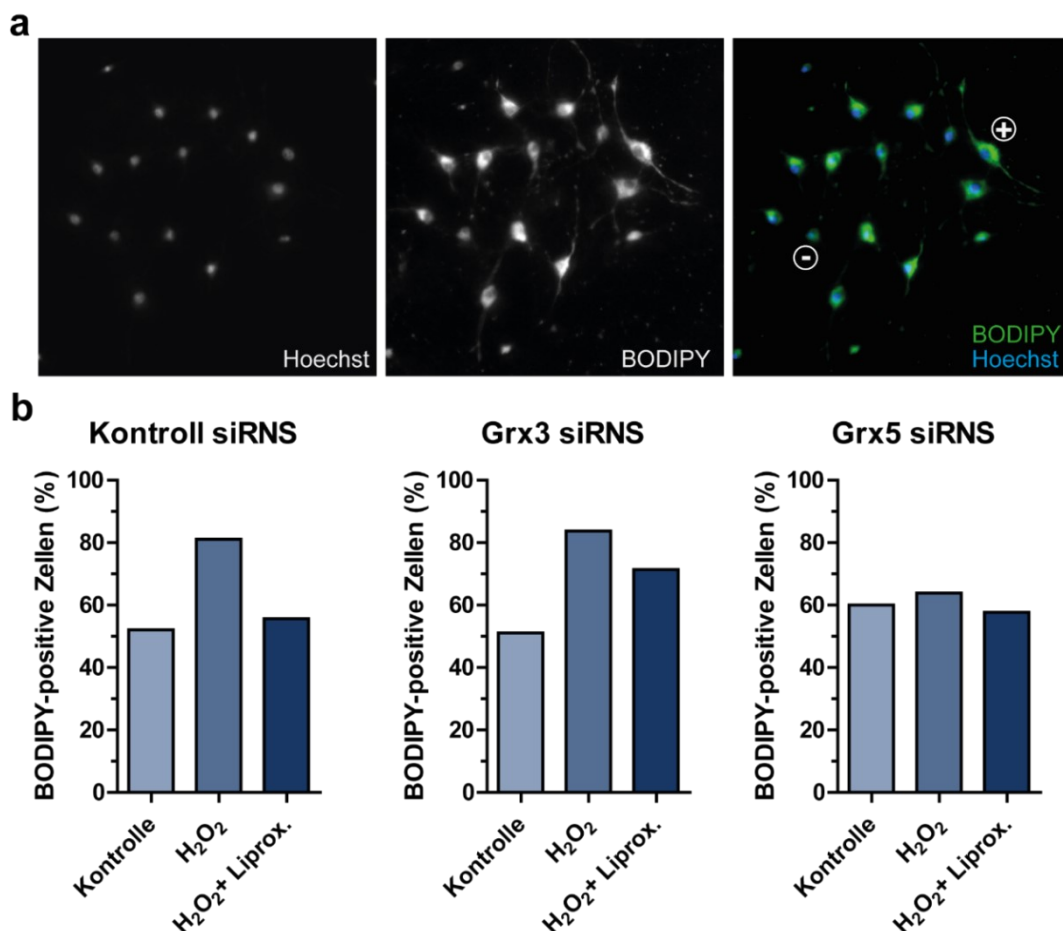 a
Hoechst
BODIPY
+
-
BODIPY
Hoechst
b
Kontroll siRNS
BODIPY-positive Zellen (%)
100
80
60
40
20
0
Kontrolle
H₂O₂
H₂O₂+ Liprox.
Grx3 siRNS
BODIPY-positive Zellen (%)
100
80
60
40
20
0
Kontrolle
H₂O₂
H₂O₂+ Liprox.
Grx5 siRNS
BODIPY-positive Zellen (%)
100
80
60
40
20
0
Kontrolle
H₂O₂
H₂O₂+ Liprox.